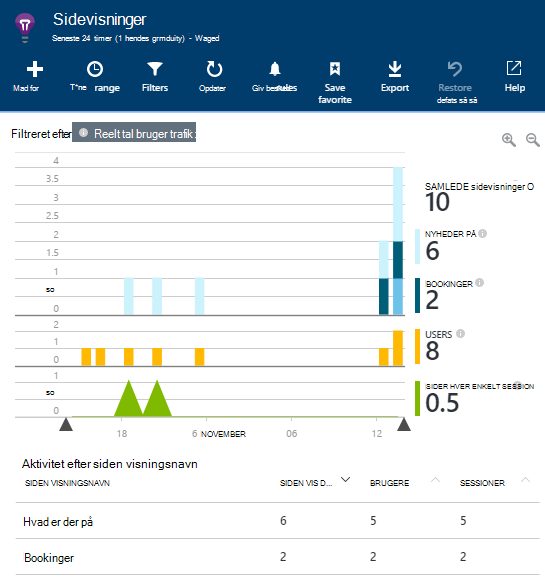 Sidevisninger
Seneste 24 timer (1 hendes grmduity) - Waged
Mad for
T"ne range
Filters
Opdater
Giv besked
Save favorite
Export
Restore defats så så
Help
Filtreret efter
Reelt tal bruger trafik :
4
3.5
3
2.5
2
1.5
1
so
0
2
1
0
1
so
0
18
6 NOVEMBER
06
12
SAMLEDE sidevisninger O
10
NYHEDER PÅ
6
BOOKINGER
2
USERS
8
SIDER HVER ENKELT SESSION
0.5
Aktivitet efter siden visningsnavn
SIDEN VISNINGSNAVN SIDEN VIS D... BRUGERE SESSIONER
Hvad er der på 6 5 5
Bookinger 2 2 2